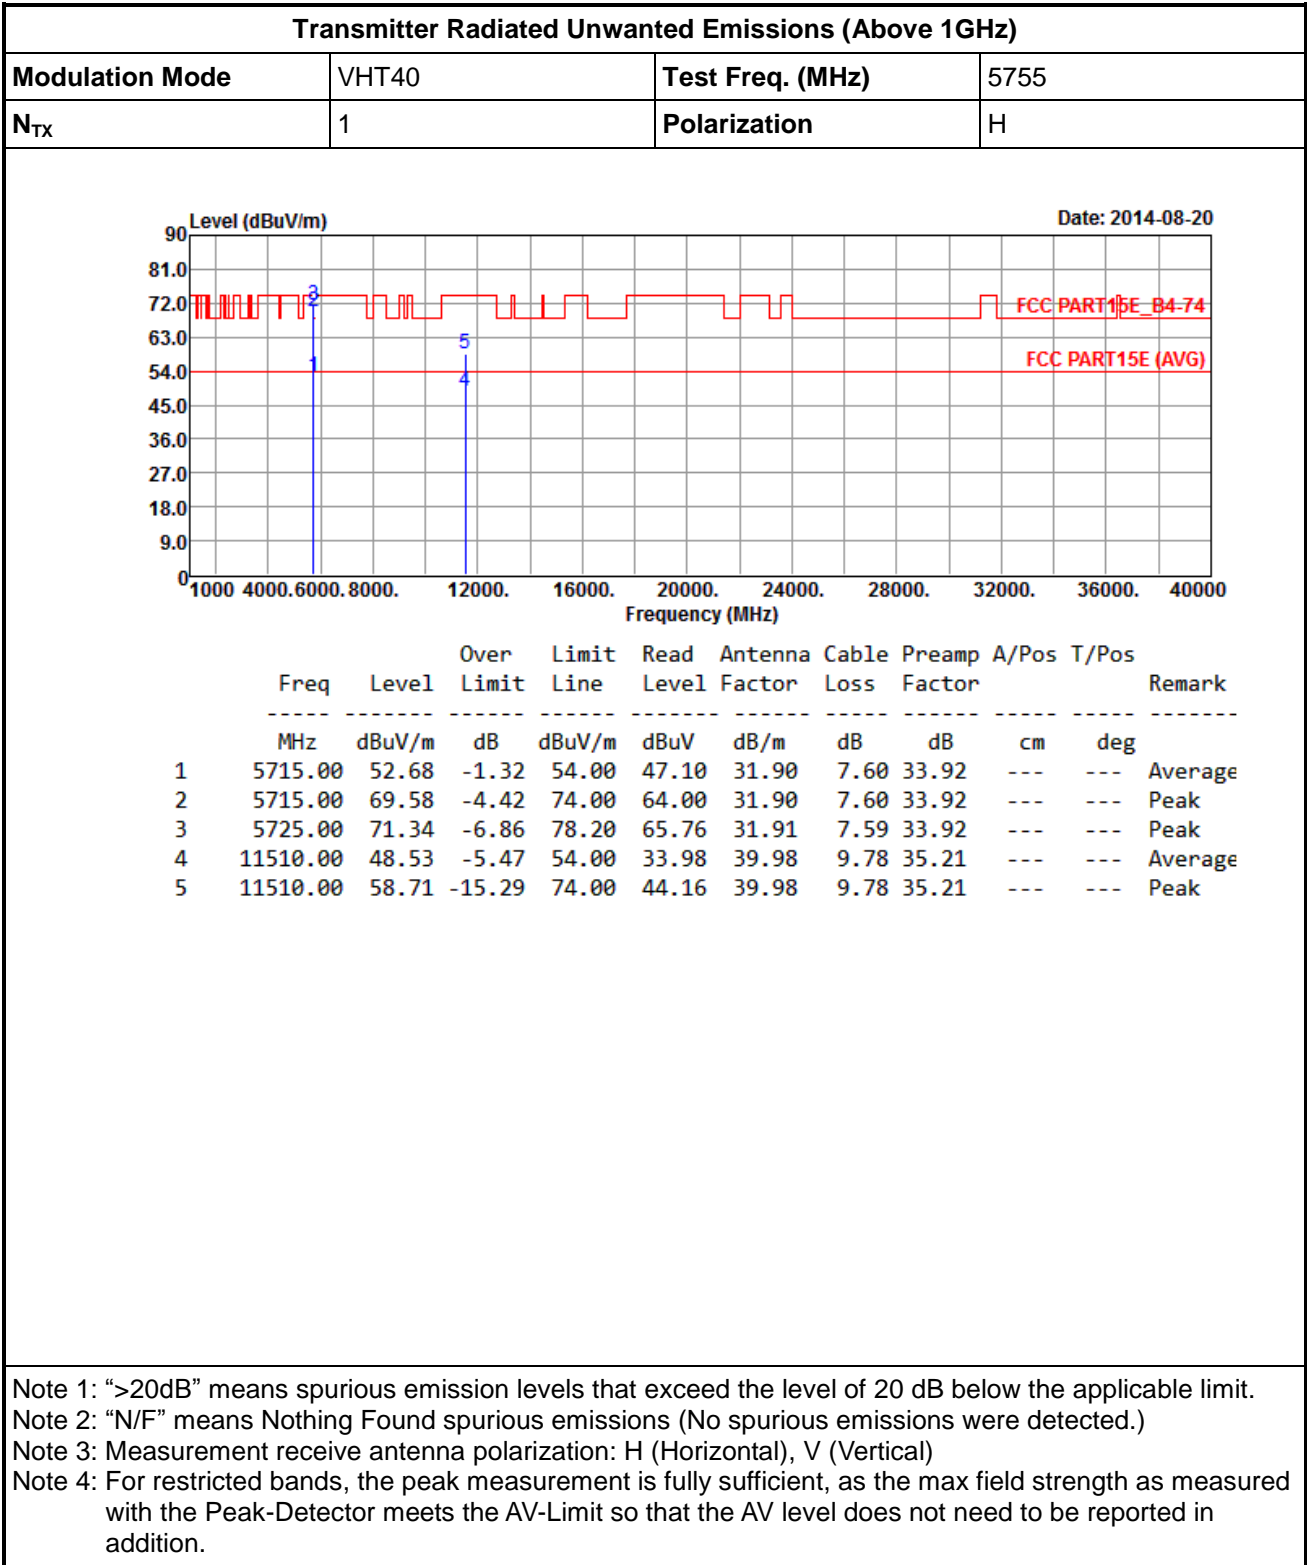 Transmitter Radiated Unwanted Emissions (Above 1GHz)
Modulation Mode VHT40 Test Freq. (MHz) 5755
NTX 1 Polarization H
Level (dBuV/m) Date: 2014-08-20
90
81.0
72.0
63.0
54.0
45.0
36.0
27.0
18.0
9.0
0
3
2
1
5
4
FCC PART15E_B4-74
FCC PART15E (AVG)
1000 4000. 6000. 8000. 12000. 16000. 20000. 24000. 28000. 32000. 36000. 40000
Frequency (MHz)
Over Limit Read Antenna Cable Preamp A/Pos T/Pos
Freq Level Limit Line Level Factor Loss Factor Remark
----- ------- ------ ------ ------- ------ ----- ------ ----- ----- -------
MHz dBuV/m dB dBuV/m dBuV dB/m dB dB cm deg
1 5715.00 52.68 -1.32 54.00 47.10 31.90 7.60 33.92 --- --- Average
2 5715.00 69.58 -4.42 74.00 64.00 31.90 7.60 33.92 --- --- Peak
3 5725.00 71.34 -6.86 78.20 65.76 31.91 7.59 33.92 --- --- Peak
4 11510.00 48.53 -5.47 54.00 33.98 39.98 9.78 35.21 --- --- Average
5 11510.00 58.71 -15.29 74.00 44.16 39.98 9.78 35.21 --- --- Peak
Note 1: “>20dB” means spurious emission levels that exceed the level of 20 dB below the applicable limit.
Note 2: “N/F” means Nothing Found spurious emissions (No spurious emissions were detected.)
Note 3: Measurement receive antenna polarization: H (Horizontal), V (Vertical)
Note 4: For restricted bands, the peak measurement is fully sufficient, as the max field strength as measured
with the Peak-Detector meets the AV-Limit so that the AV level does not need to be reported in
addition.